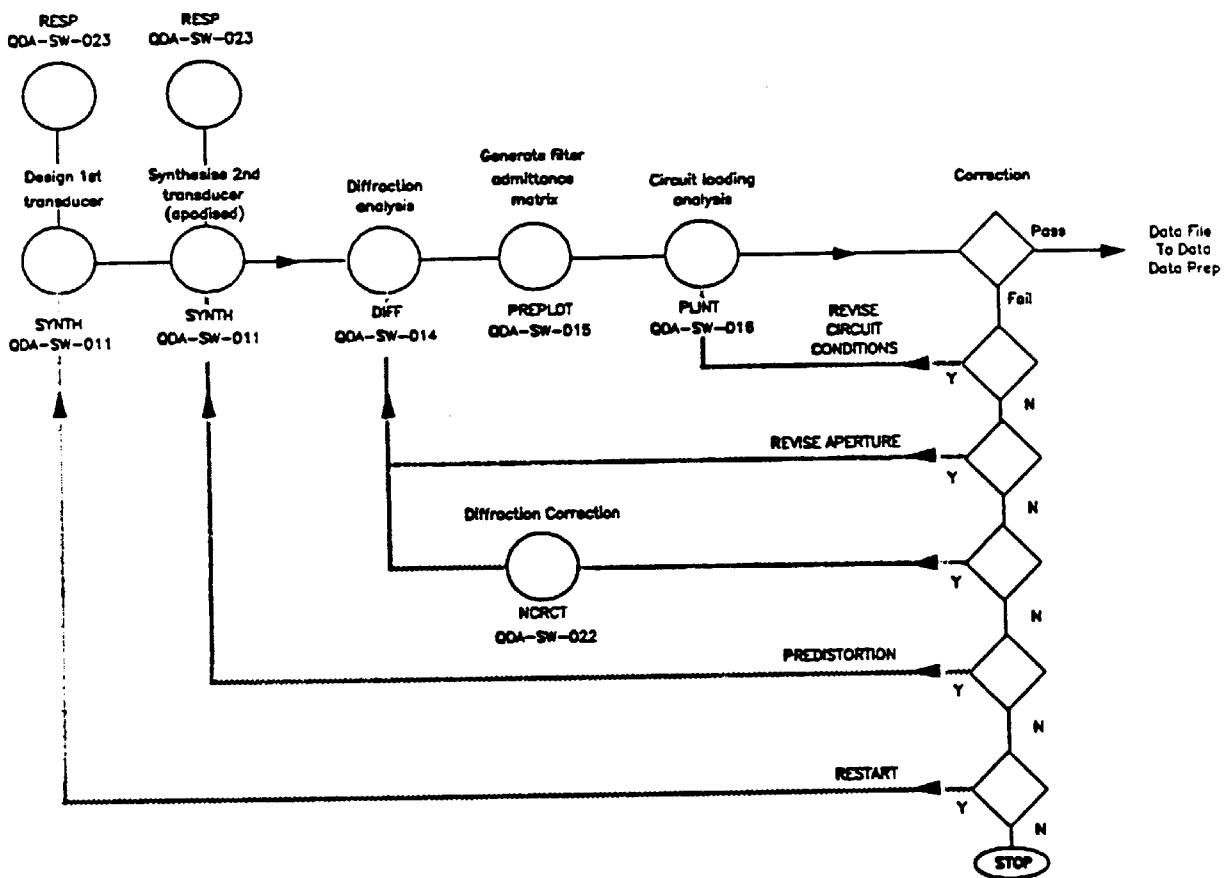 RESP
QDA-SW-023
RESP
QDA-SW-023
Design 1st
transducer
Synthesise 2nd
transducer
(apodised)
Diffraction
analysis
Generate filter
admittance
matrix
Circuit loading
analysis
Correction
Pass
Data File
To Data
Data Prep
Fail
SYNTH
QDA-SW-011
SYNTH
QDA-SW-011
DIFF
QDA-SW-014
PREPLOT
QDA-SW-015
PLINT
QDA-SW-016
REVISE
CIRCUIT
CONDITIONS
Y
N
REVISE APERTURE
Y
N
Diffraction Correction
Y
NCRCT
QDA-SW-022
N
PREDISTORTION
Y
N
RESTART
Y
N
STOP